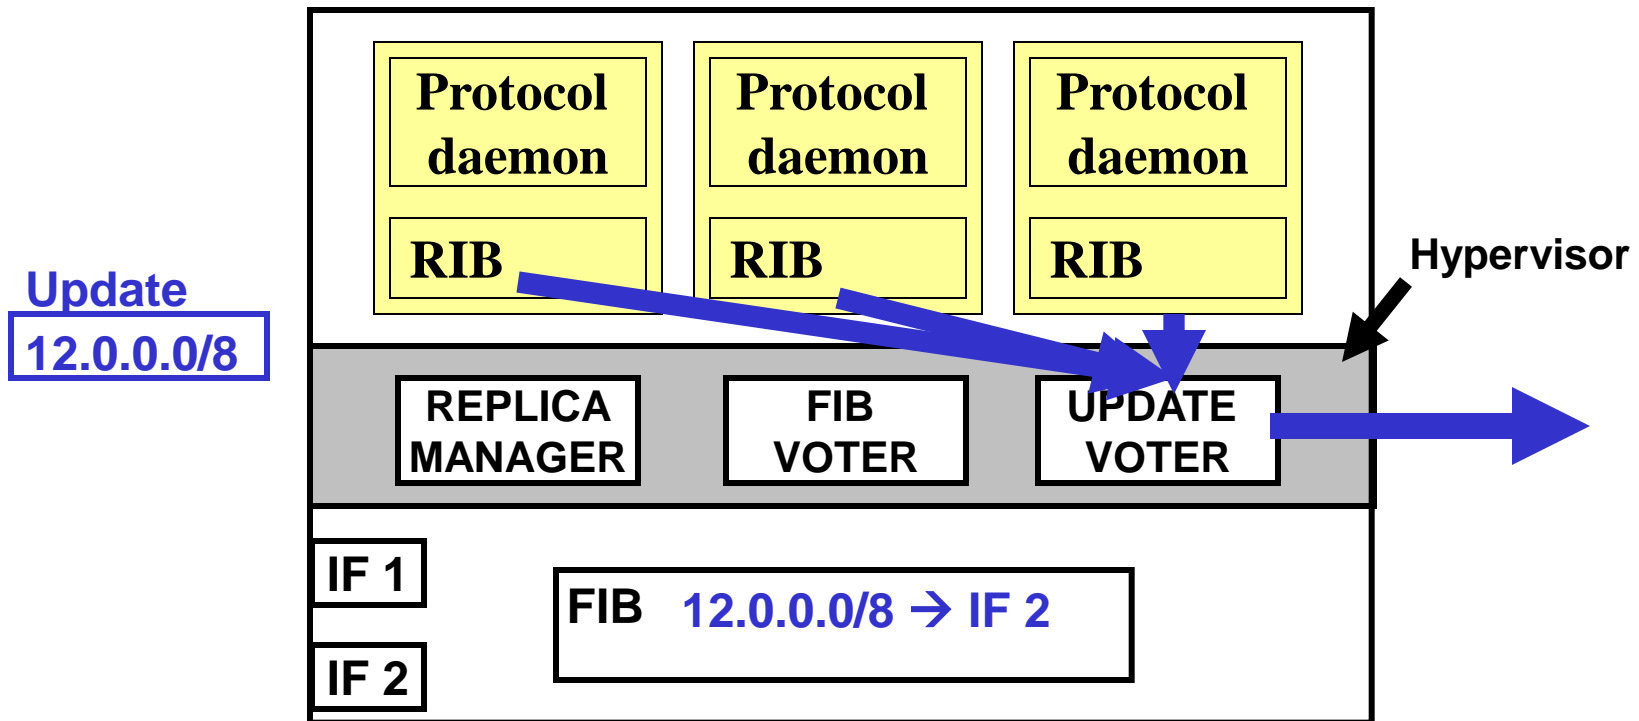 Protocol
daemon
Protocol
daemon
Protocol
daemon
RIB
RIB
RIB
Hypervisor
Update
12.0.0.0/8
REPLICA
MANAGER
FIB
VOTER
UPDATE
VOTER
IF 1
FIB 12.0.0.0/8 → IF 2
IF 2